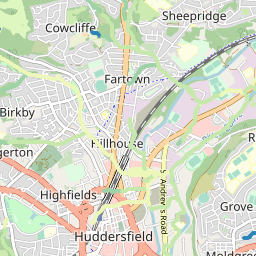 Sheepridge
Cowcliffe
Fartown
Birkby
Hillhouse
gerton
Highfields
St Andrew's Road
Grove
Huddersfield
Moldgreen